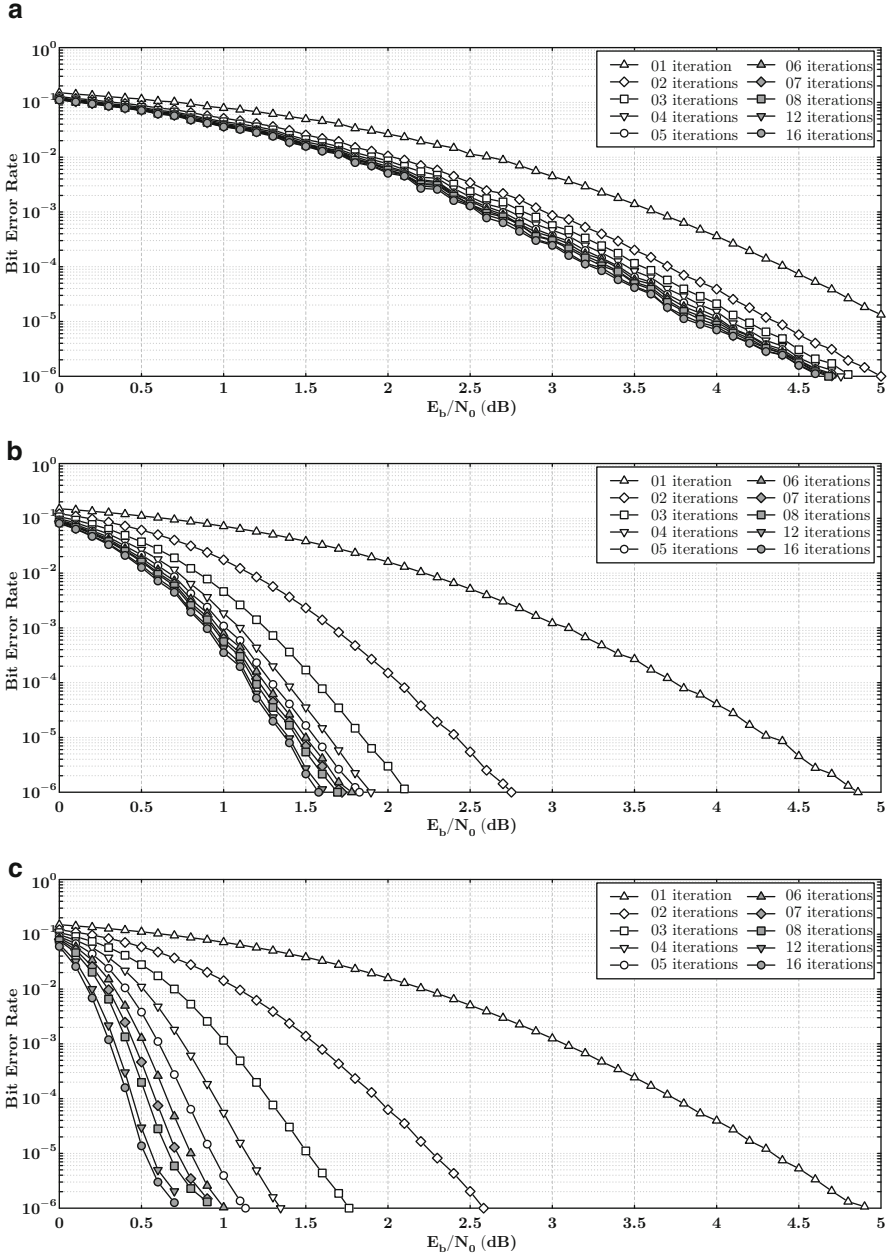 a
10^0
10^-1
10^-2
10^-3
10^-4
10^-5
10^-6
Bit Error Rate
01 iteration
02 iterations
03 iterations
04 iterations
05 iterations
06 iterations
07 iterations
08 iterations
12 iterations
16 iterations
0 0.5 1 1.5 2 2.5 3 3.5 4 4.5 5
E_b/N_0 (dB)
b
10^0
10^-1
10^-2
10^-3
10^-4
10^-5
10^-6
Bit Error Rate
01 iteration
02 iterations
03 iterations
04 iterations
05 iterations
06 iterations
07 iterations
08 iterations
12 iterations
16 iterations
0 0.5 1 1.5 2 2.5 3 3.5 4 4.5 5
E_b/N_0 (dB)
c
10^0
10^-1
10^-2
10^-3
10^-4
10^-5
10^-6
Bit Error Rate
01 iteration
02 iterations
03 iterations
04 iterations
05 iterations
06 iterations
07 iterations
08 iterations
12 iterations
16 iterations
0 0.5 1 1.5 2 2.5 3 3.5 4 4.5 5
E_b/N_0 (dB)